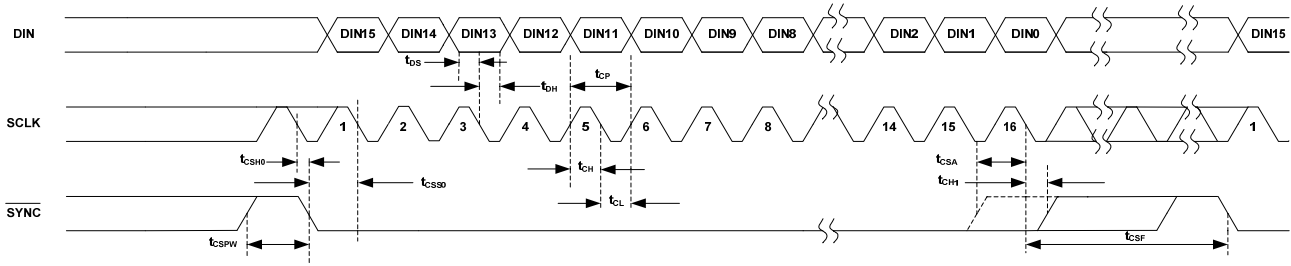 DIN
DIN15 DIN14 DIN13 DIN12 DIN11 DIN10 DIN9 DIN8 DIN2 DIN1 DIN0 DIN15
tDS tDH tCP
SCLK
1 2 3 4 5 6 7 8 14 15 16 1
tCSH0 tCSS0 tCH tCL tCSA tCH1
SYNC
tCSPW tCSF